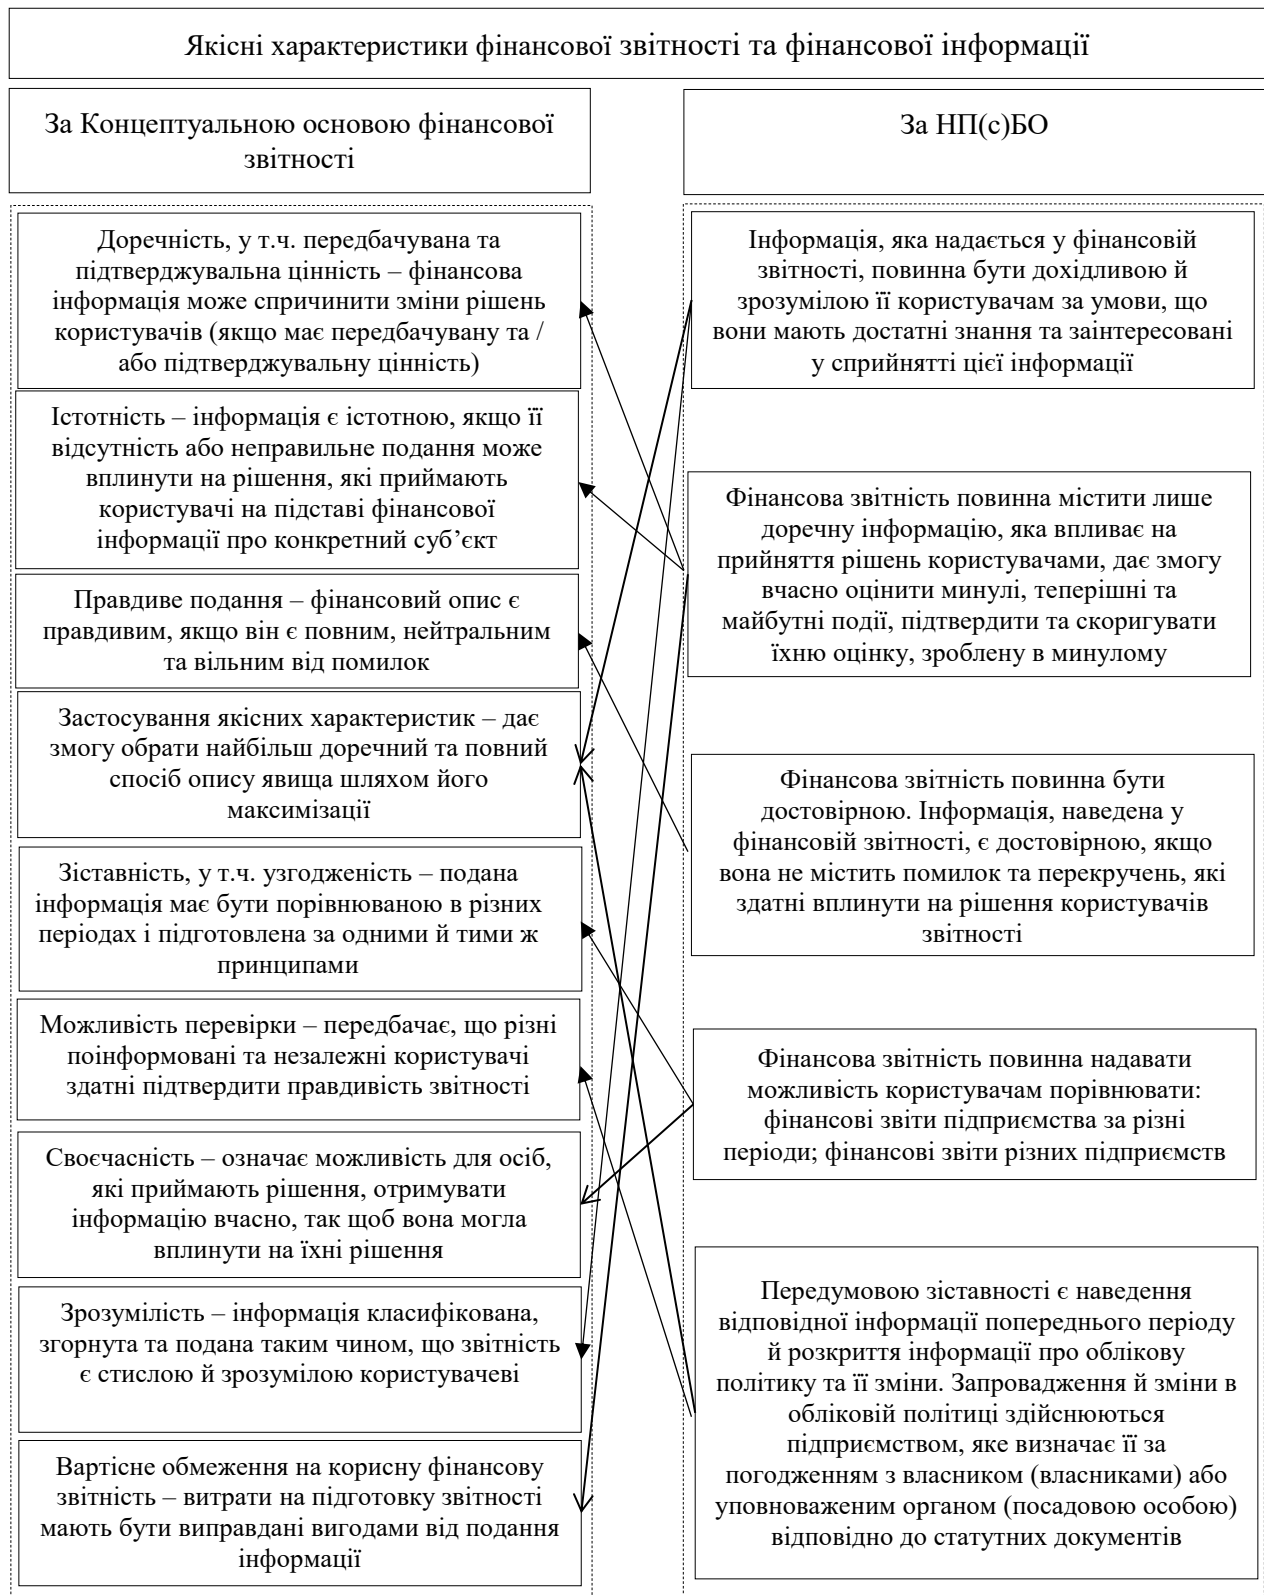 Якісні характеристики фінансової звітності та фінансової інформації
За Концептуальною основою фінансової
звітності
Доречність, у т.ч. передбачувана та
підтверджувальна цінність – фінансова
інформація може спричинити зміни рішень
користувачів (якщо має передбачувану та /
або підтверджувальну цінність)
Істотність – інформація є істотною, якщо її
відсутність або неправильне подання може
вплинути на рішення, які приймають
користувачі на підставі фінансової
інформації про конкретний суб’єкт
Правдиве подання – фінансовий опис є
правдивим, якщо він є повним, нейтральним
та вільним від помилок
Застосування якісних характеристик – дає
змогу обрати найбільш доречний та повний
спосіб опису явища шляхом його
максимізації
Зіставність, у т.ч. узгодженість – подана
інформація має бути порівнюваною в різних
періодах і підготовлена за одними й тими ж
принципами
Можливість перевірки – передбачає, що різні
поінформовані та незалежні користувачі
здатні підтвердити правдивість звітності
Своєчасність – означає можливість для осіб,
які приймають рішення, отримувати
інформацію вчасно, так щоб вона могла
вплинути на їхні рішення
Зрозумілість – інформація класифікована,
згорнута та подана таким чином, що звітність
є стислою й зрозумілою користувачеві
Вартісне обмеження на корисну фінансову
звітність – витрати на підготовку звітності
мають бути виправдані вигодами від подання
інформації
За НП(с)БО
Інформація, яка надається у фінансовій
звітності, повинна бути дохідливою й
зрозумілою її користувачам за умови, що
вони мають достатні знання та заінтересовані
у сприйнятті цієї інформації
Фінансова звітність повинна містити лише
доречну інформацію, яка впливає на
прийняття рішень користувачами, дає змогу
вчасно оцінити минулі, теперішні та
майбутні події, підтвердити та скоригувати
їхню оцінку, зроблену в минулому
Фінансова звітність повинна бути
достовірною. Інформація, наведена у
фінансовій звітності, є достовірною, якщо
вона не містить помилок та перекручень, які
здатні вплинути на рішення користувачів
звітності
Фінансова звітність повинна надавати
можливість користувачам порівнювати:
фінансові звіти підприємства за різні
періоди; фінансові звіти різних підприємств
Передумовою зіставності є наведення
відповідної інформації попереднього періоду
й розкриття інформації про облікову
політику та її зміни. Запровадження й зміни в
обліковій політиці здійснюються
підприємством, яке визначає її за
погодженням з власником (власниками) або
уповноваженим органом (посадовою особою)
відповідно до статутних документів